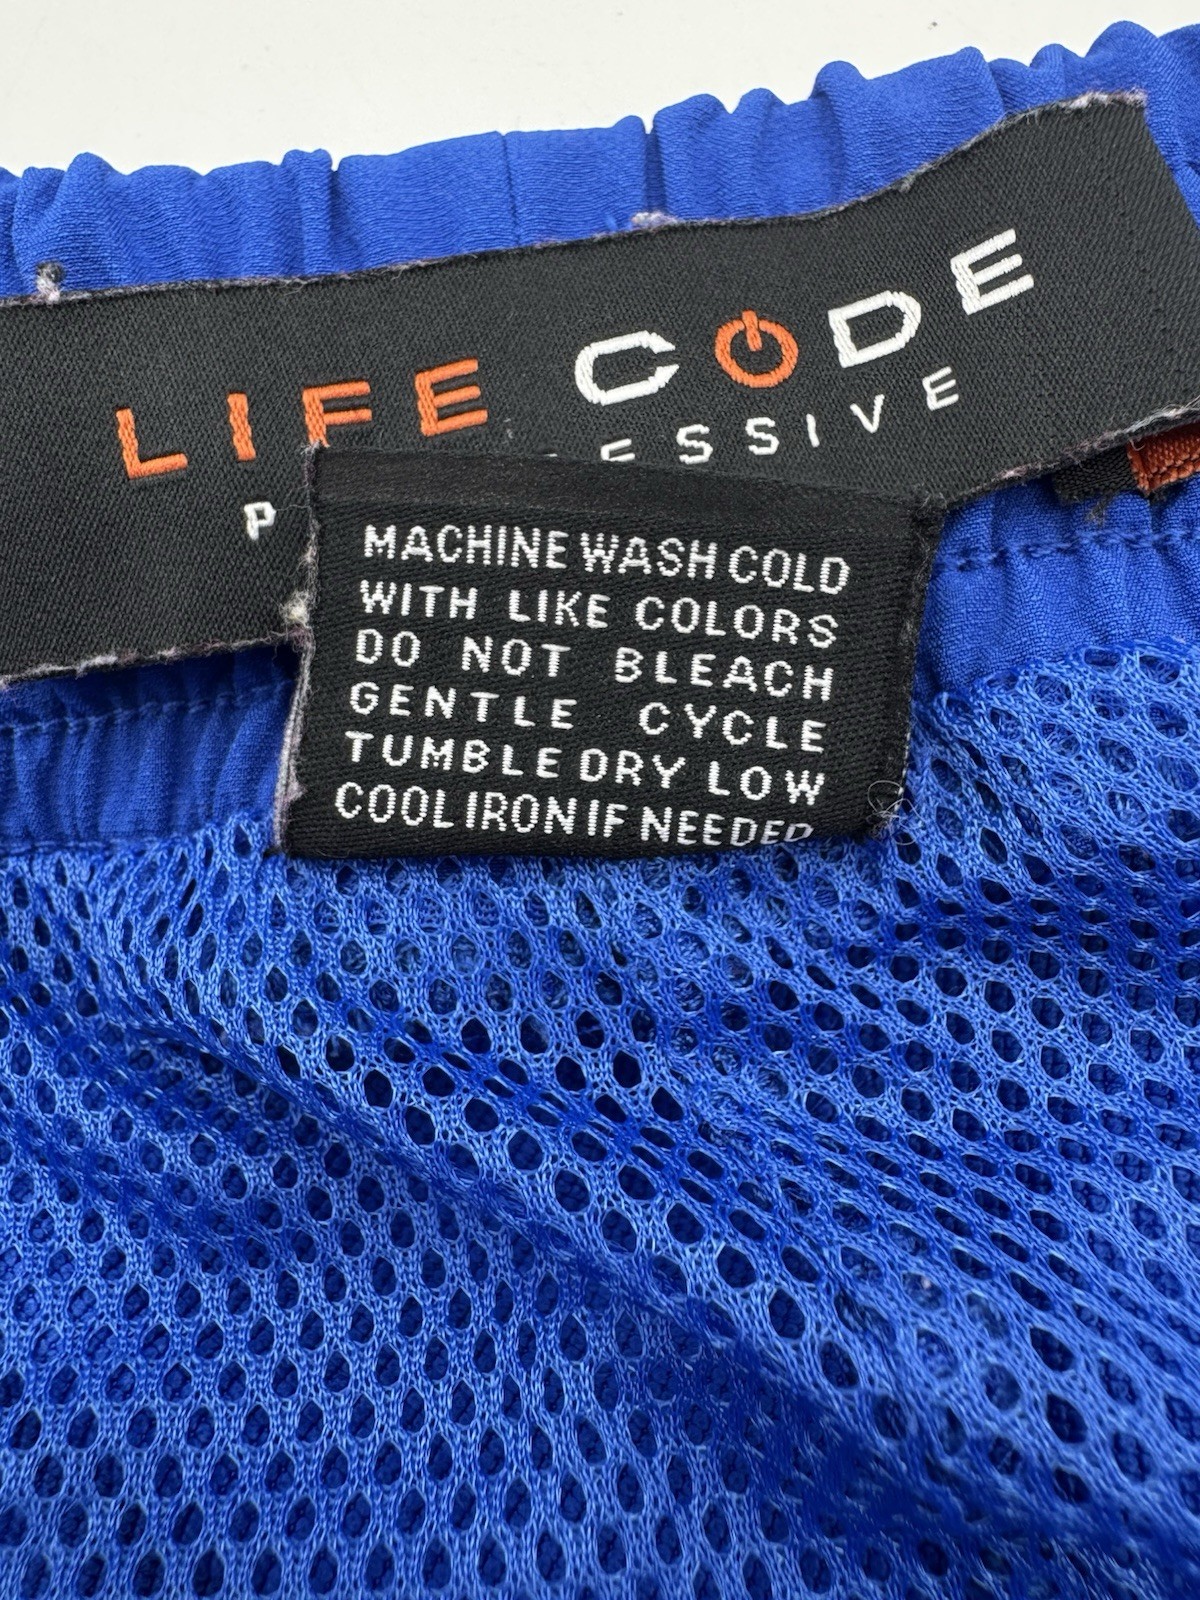 LIFE CODE
MACHINE WASH COLD
WITH LIKE COLORS
DO NOT BLEACH
GENTLE CYCLE
TUMBLE DRY LOW
COOL IRON IF NEEDED